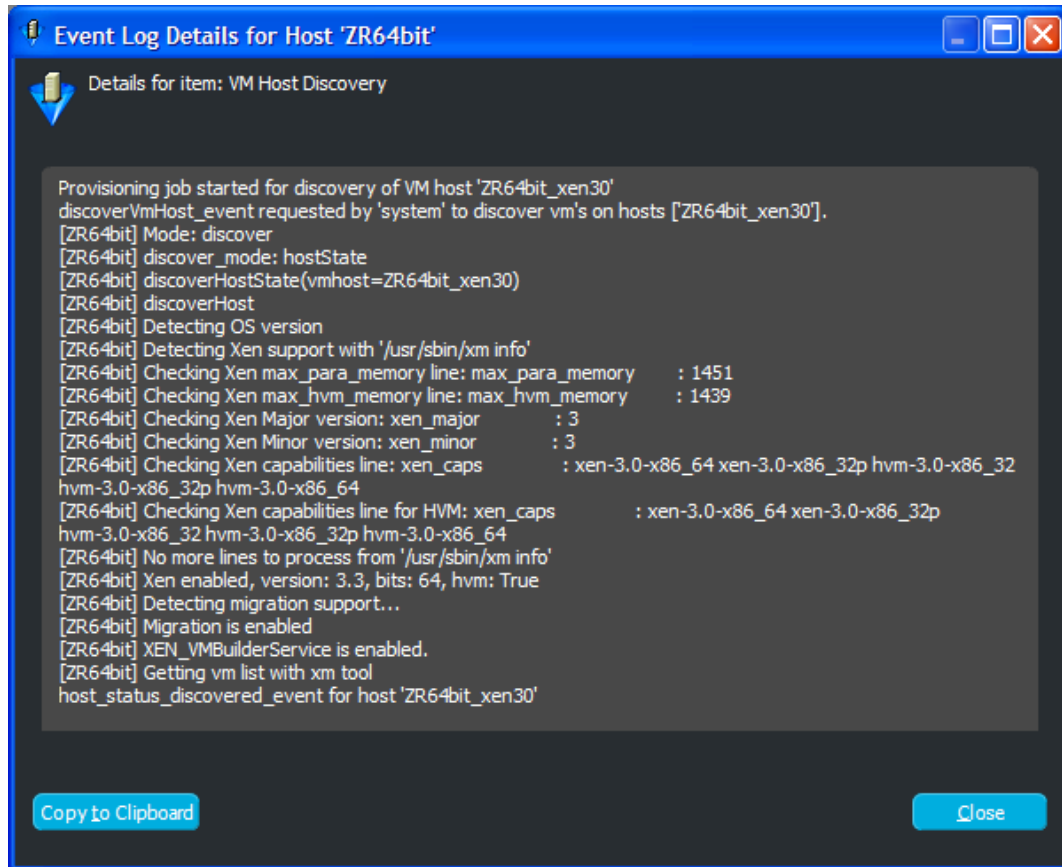 Event Log Details for Host 'ZR64bit'
Details for item: VM Host Discovery
Provisioning job started for discovery of VM host 'ZR64bit_xen30'
discoverVmHost_event requested by 'system' to discover vm's on hosts ['ZR64bit_xen30'].
[ZR64bit] Mode: discover
[ZR64bit] discover_mode: hostState
[ZR64bit] discoverHostState(vmhost=ZR64bit_xen30)
[ZR64bit] discoverHost
[ZR64bit] Detecting OS version
[ZR64bit] Detecting Xen support with '/usr/sbin/xm info'
[ZR64bit] Checking Xen max_para_memory line: max_para_memory : 1451
[ZR64bit] Checking Xen max_hvm_memory line: max_hvm_memory : 1439
[ZR64bit] Checking Xen Major version: xen_major : 3
[ZR64bit] Checking Xen Minor version: xen_minor : 3
[ZR64bit] Checking Xen capabilities line: xen_caps : xen-3.0-x86_64 xen-3.0-x86_32p hvm-3.0-x86_32
hvm-3.0-x86_32p hvm-3.0-x86_64
[ZR64bit] Checking Xen capabilities line for HVM: xen_caps : xen-3.0-x86_64 xen-3.0-x86_32p
hvm-3.0-x86_32 hvm-3.0-x86_32p hvm-3.0-x86_64
[ZR64bit] No more lines to process from '/usr/sbin/xm info'
[ZR64bit] Xen enabled, version: 3.3, bits: 64, hvm: True
[ZR64bit] Detecting migration support...
[ZR64bit] Migration is enabled
[ZR64bit] XEN_VMBuilderService is enabled.
[ZR64bit] Getting vm list with xm tool
host_status_discovered_event for host 'ZR64bit_xen30'
Copy to Clipboard
Close